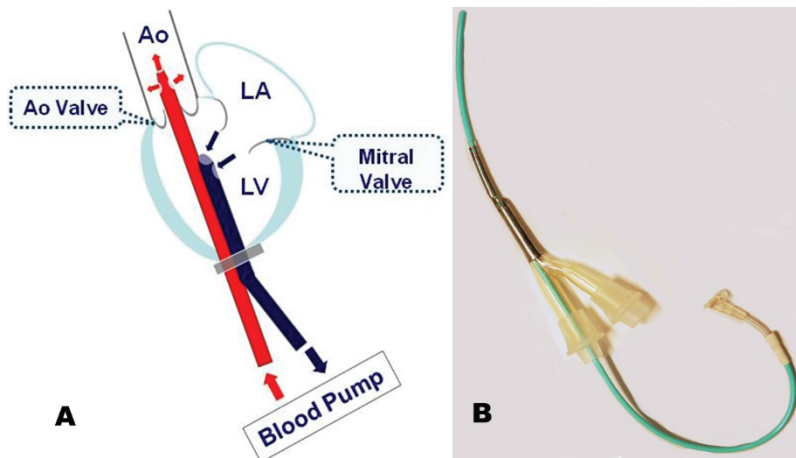 Ao
LA
Ao Valve
Mitral
Valve
LV
Blood Pump
A
B